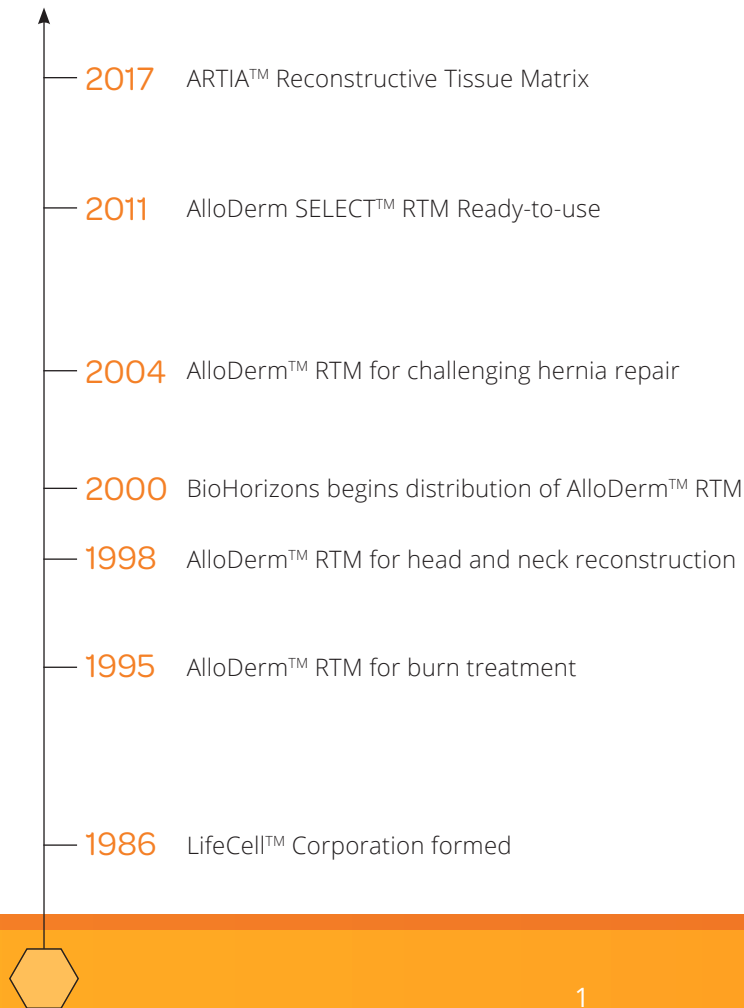 2017 ARTIA™ Reconstructive Tissue Matrix
2011 AlloDerm SELECT™ RTM Ready-to-use
2004 AlloDerm™ RTM for challenging hernia repair
2000 BioHorizons begins distribution of AlloDerm™ RTM
1998 AlloDerm™ RTM for head and neck reconstruction
1995 AlloDerm™ RTM for burn treatment
1986 LifeCell™ Corporation formed
1